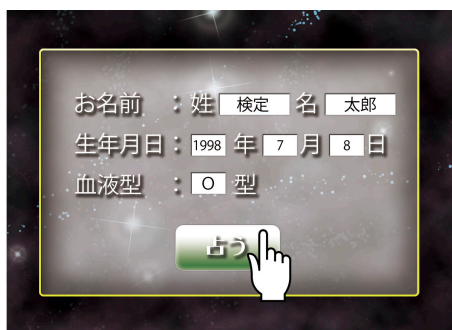 お名前 ：姓 検定 名 太郎
生年月日：1998 年 7 月 8 日
血液型 ： O 型
占う